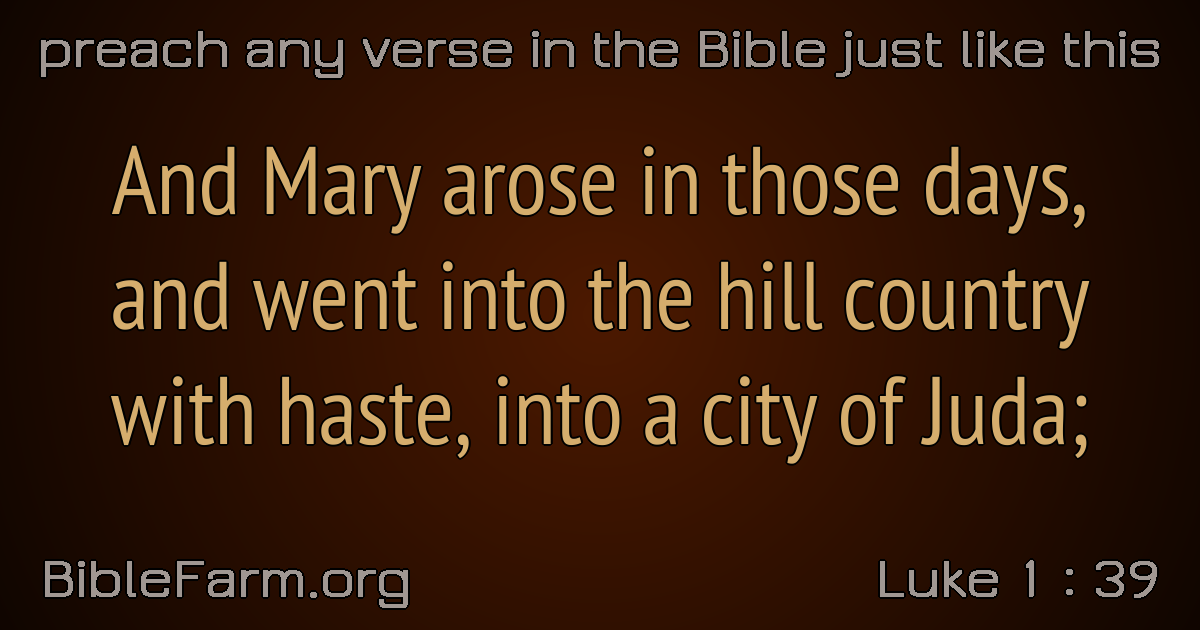 preach any verse in the Bible just like this
And Mary arose in those days,
and went into the hill country
with haste, into a city of Juda;
BibleFarm.org
Luke 1 : 39